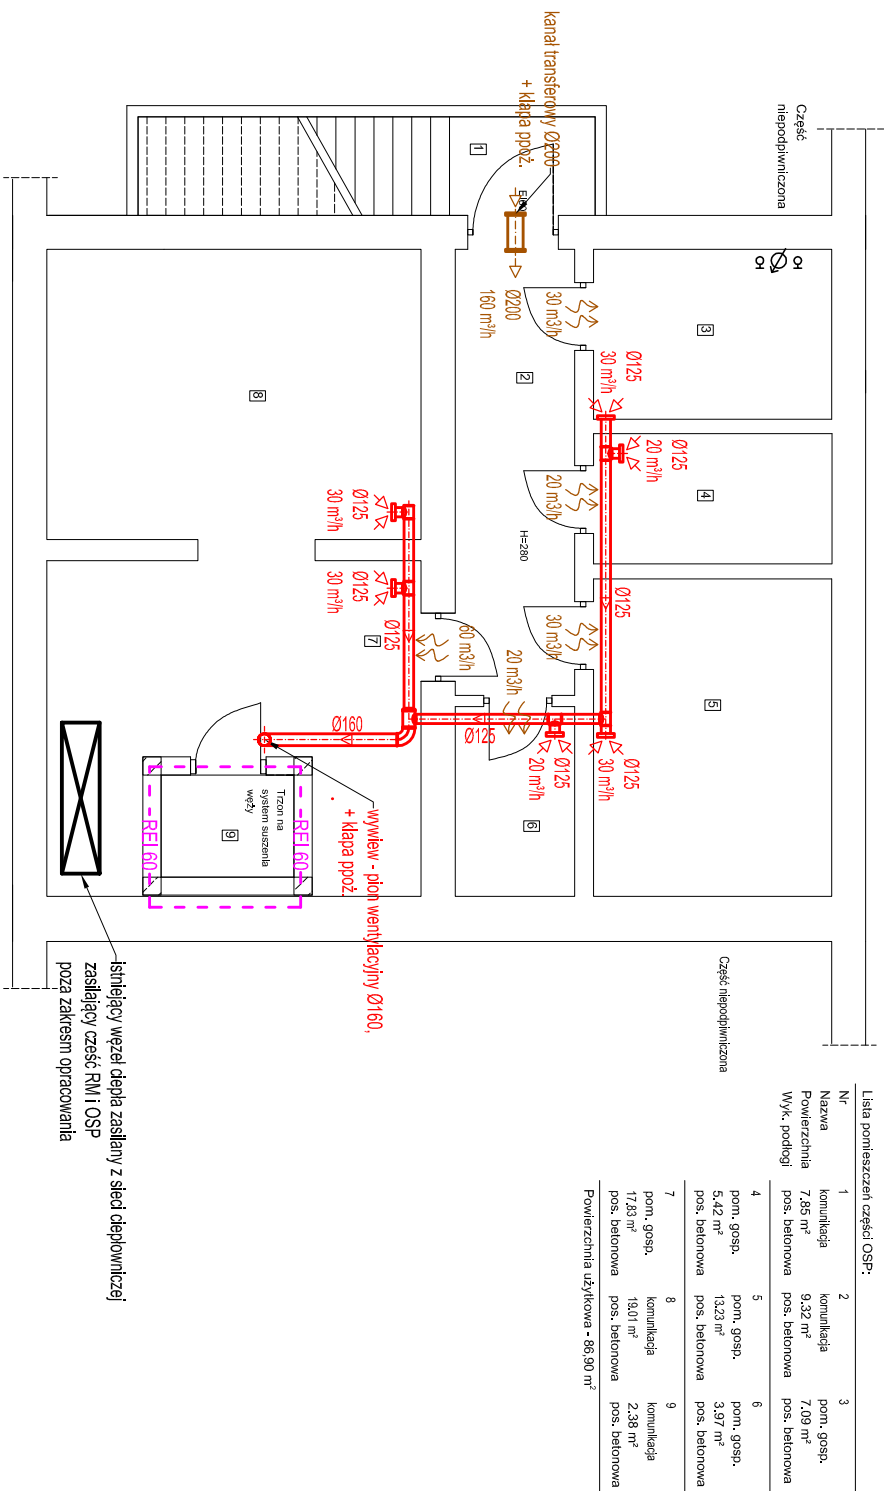 Część
niepodpiwniczona
kanał transferowy Ø200
+ klapa ppoż.
1
Ø200
160 m³/h
30 m3/h
3
2
Ø125
30 m³/h
8
Ø125
20 m³/h
4
20 m3/h
H=280
Ø125
30 m³/h
Ø125
30 m³/h
Ø125
Ø125
7
60 m3/h
30 m3/h
20 m3/h
5
Ø160
Ø125
Ø125
20 m³/h
Ø125
30 m³/h
6
Trzon na
system suszenia
węży
9
REI 60
REI 60
wywiew - pion wentylacyjny Ø160,
+ klapa ppoż.
istniejący węzeł ciepła zasilany z sieci ciepłowniczej
zasilający cześć RM i OSP
poza zakresm opracowania
Część niepodpiwniczona
Lista pomieszczeń części OSP:
Nr 1 2 3
Nazwa komunikacja komunikacja pom. gosp.
Powierzchnia 7.85 m² 9.32 m² 7.09 m²
Wyk. podłogi pos. betonowa pos. betonowa pos. betonowa
4 5 6
pom. gosp. pom. gosp. pom. gosp.
5.42 m² 13.23 m² 3.97 m²
pos. betonowa pos. betonowa pos. betonowa
7 8 9
pom. gosp. komunikacja komunikacja
17.83 m² 19.01 m² 2.38 m²
pos. betonowa pos. betonowa pos. betonowa
Powierzchnia użytkowa - 86,90 m²